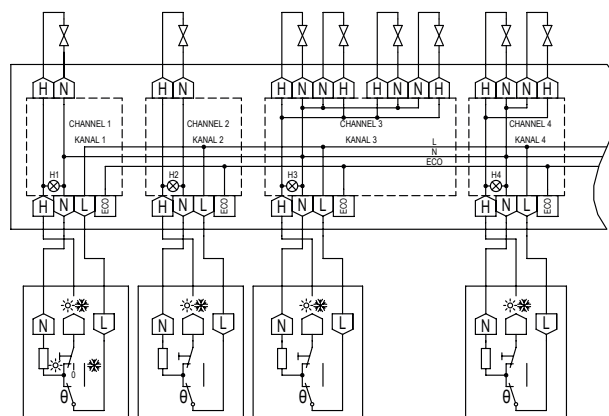 H N H N H N N H H N N H H N N H
CHANNEL 1 CHANNEL 2 CHANNEL 3 CHANNEL 4
KANAL 1 KANAL 2 KANAL 3 KANAL 4
L
N
ECO
H1 H2 H3 H4
H N L ECO H N L ECO H N L ECO H N L ECO
N L N L N L N L
0
θ θ θ θ